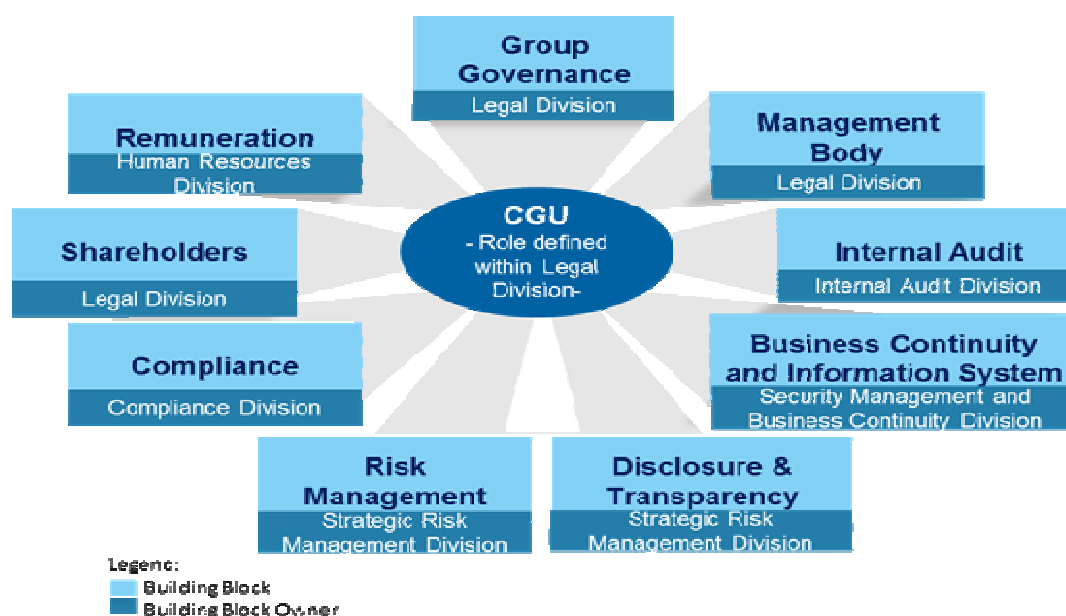 Group
Governance
Legal Division
Remuneration
Human Resources
Division
Management
Body
Legal Division
CGU
- Role defined
within Legal
Division-
Shareholders
Legal Division
Internal Audit
Internal Audit Division
Compliance
Compliance Division
Business Continuity
and Information System
Security Management and
Business Continuity Division
Risk
Management
Strategic Risk
Management Division
Disclosure &
Transparency
Strategic Risk
Management Division
Legend:
Building Block
Building Block Owner